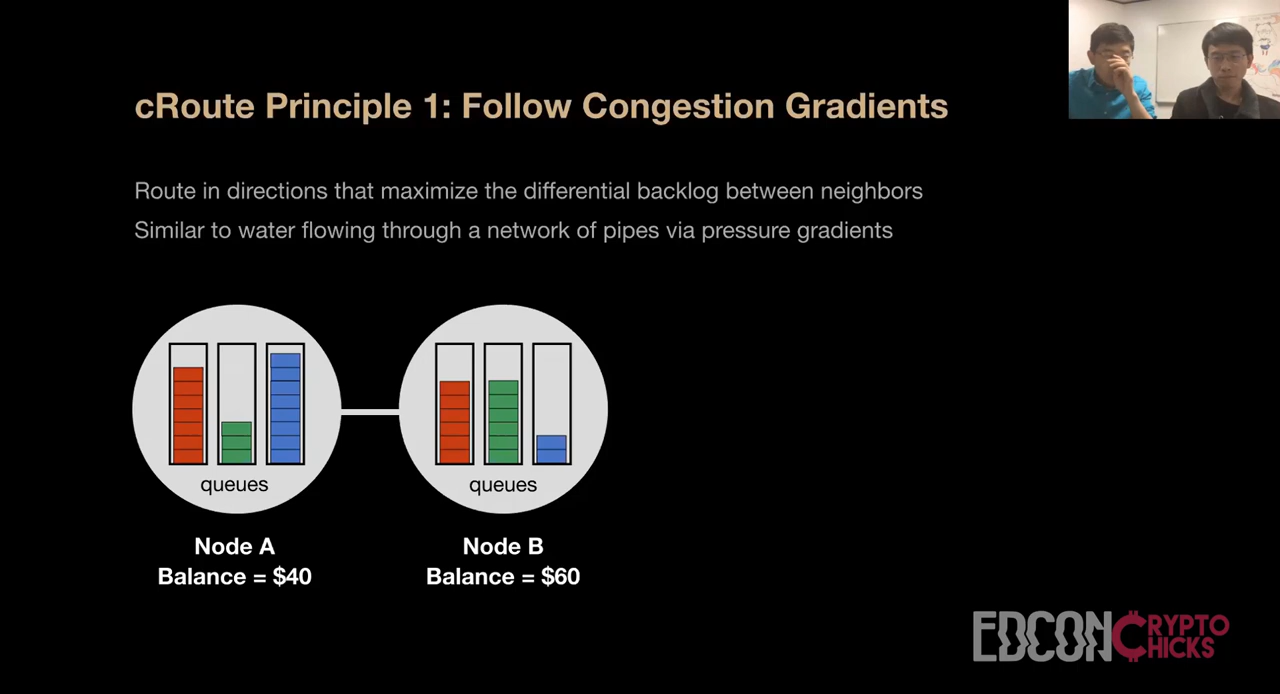 cRoute Principle 1: Follow Congestion Gradients
Route in directions that maximize the differential backlog between neighbors
Similar to water flowing through a network of pipes via pressure gradients
queues
queues
Node A
Balance = $40
Node B
Balance = $60
EDCON
CRYPTO
CHICKS